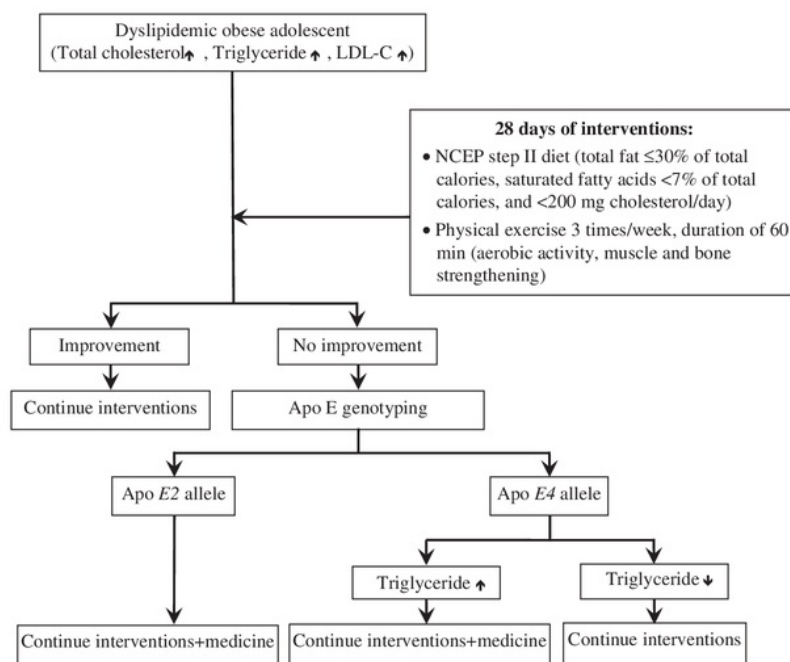 Dyslipidemic obese adolescent
(Total cholesterol↑ , Triglyceride ↑ , LDL-C ↑)
28 days of interventions:
• NCEP step II diet (total fat ≤30% of total
calories, saturated fatty acids <7% of total
calories, and <200 mg cholesterol/day)
• Physical exercise 3 times/week, duration of 60
min (aerobic activity, muscle and bone
strengthening)
Improvement
No improvement
Continue interventions
Apo E genotyping
Apo E2 allele
Apo E4 allele
Triglyceride ↑
Triglyceride ↓
Continue interventions+medicine
Continue interventions+medicine
Continue interventions